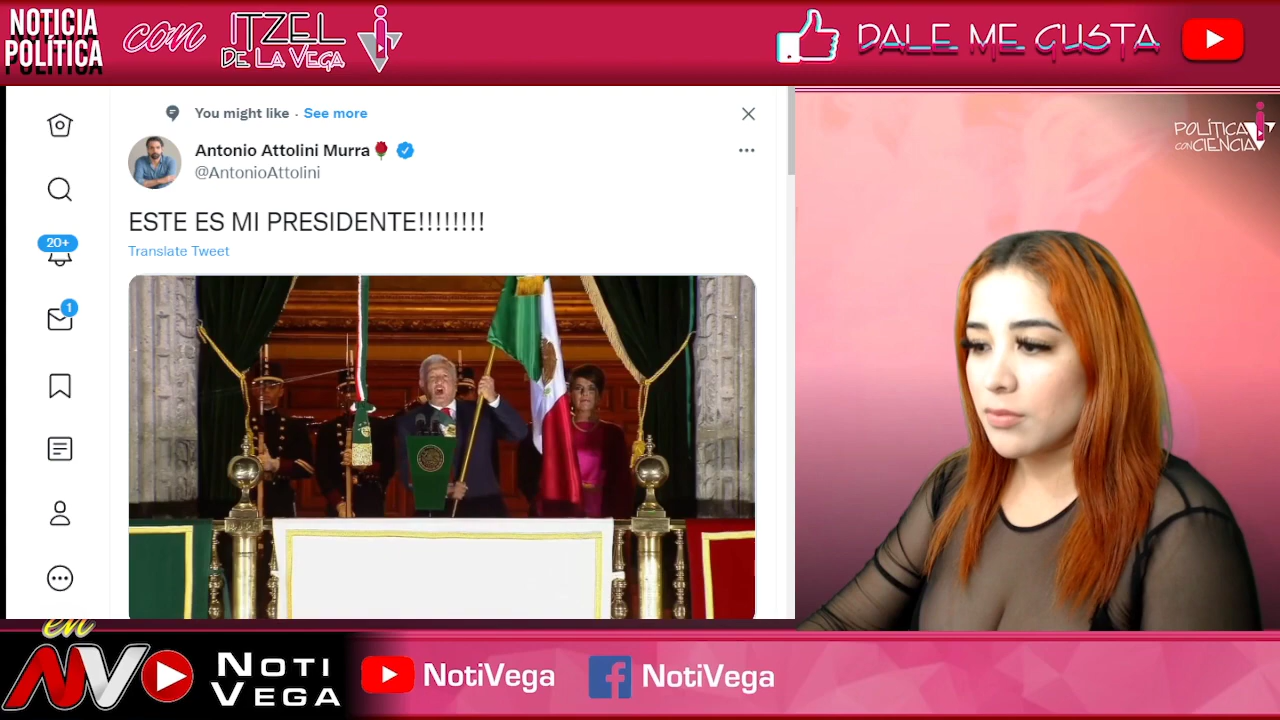 NOTICIA
POLÍTICA
con
ITZEL
DE LA VEGA
DALE ME GUSTA
You might like · See more
Antonio Attolini Murra
@AntonioAttolini
ESTE ES MI PRESIDENTE!!!!!!!!
Translate Tweet
20+
1
POLÍTICA
CON CIENCIA
en
NV
NOTI
VEGA
NotiVega
NotiVega